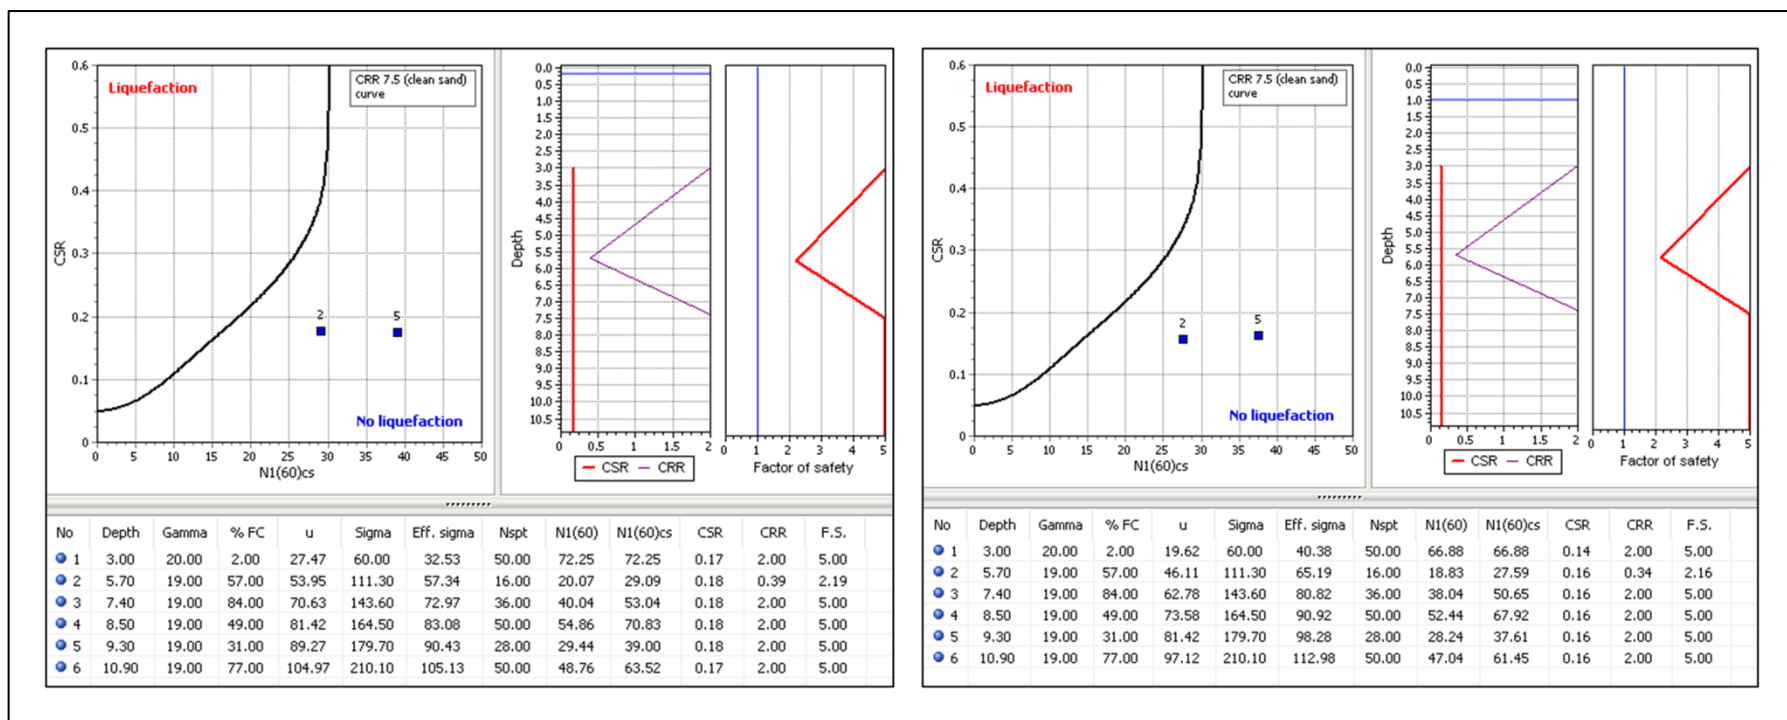 0.6
0.5
0.4
0.3
0.2
0.1
0
CSR
Liquefaction
CRR 7.5 (clean sand)
curve
2
5
No liquefaction
0 5 10 15 20 25 30 35 40 45 50
N1(60)cs
0.0
0.5
1.0
1.5
2.0
2.5
3.0
3.5
4.0
4.5
5.0
5.5
6.0
6.5
7.0
7.5
8.0
8.5
9.0
9.5
10.0
10.5
Depth
0 0.5 1 1.5 2
CSR CRR
0 1 2 3 4 5
Factor of safety
No Depth Gamma % FC u Sigma Eff. sigma Nspt N1(60) N1(60)cs CSR CRR F.S.
1 3.00 20.00 2.00 27.47 60.00 32.53 50.00 72.25 72.25 0.17 2.00 5.00
2 5.70 19.00 57.00 53.95 111.30 57.34 16.00 20.07 29.09 0.18 0.39 2.19
3 7.40 19.00 84.00 70.63 143.60 72.97 36.00 40.04 53.04 0.18 2.00 5.00
4 8.50 19.00 49.00 81.42 164.50 83.08 50.00 54.86 70.83 0.18 2.00 5.00
5 9.30 19.00 31.00 89.27 179.70 90.43 28.00 29.44 39.00 0.18 2.00 5.00
6 10.90 19.00 77.00 104.97 210.10 105.13 50.00 48.76 63.52 0.17 2.00 5.00
0.6
0.5
0.4
0.3
0.2
0.1
0
CSR
Liquefaction
CRR 7.5 (clean sand)
curve
2
5
No liquefaction
0 5 10 15 20 25 30 35 40 45 50
N1(60)cs
0.0
0.5
1.0
1.5
2.0
2.5
3.0
3.5
4.0
4.5
5.0
5.5
6.0
6.5
7.0
7.5
8.0
8.5
9.0
9.5
10.0
10.5
Depth
0 0.5 1 1.5 2
CSR CRR
0 1 2 3 4 5
Factor of safety
No Depth Gamma % FC u Sigma Eff. sigma Nspt N1(60) N1(60)cs CSR CRR F.S.
1 3.00 20.00 2.00 19.62 60.00 40.38 50.00 66.88 66.88 0.14 2.00 5.00
2 5.70 19.00 57.00 46.11 111.30 65.19 16.00 18.83 27.59 0.16 0.34 2.16
3 7.40 19.00 84.00 62.78 143.60 80.82 36.00 38.04 50.65 0.16 2.00 5.00
4 8.50 19.00 49.00 73.58 164.50 90.92 50.00 52.44 67.92 0.16 2.00 5.00
5 9.30 19.00 31.00 81.42 179.70 98.28 28.00 28.24 37.61 0.16 2.00 5.00
6 10.90 19.00 77.00 97.12 210.10 112.98 50.00 47.04 61.45 0.16 2.00 5.00